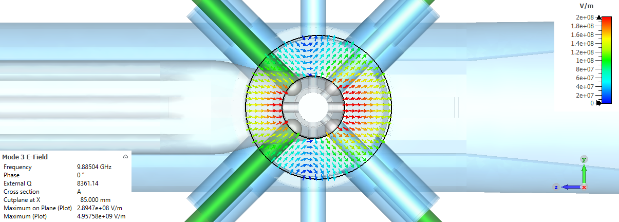 V/m
2e+08
1.8e+08
1.6e+08
1.4e+08
1.2e+08
1e+08
8e+07
6e+07
4e+07
2e+07
0
Mode 3 E Field
Frequency 9.88504 GHz
Phase 0°
External Q 8361.14
Cross section A
Cutplane at X 85.000 mm
Maximum on Plane (Plot) 2.8947e+08 V/m
Maximum (Plot) 4.95758e+09 V/m
y
z
x